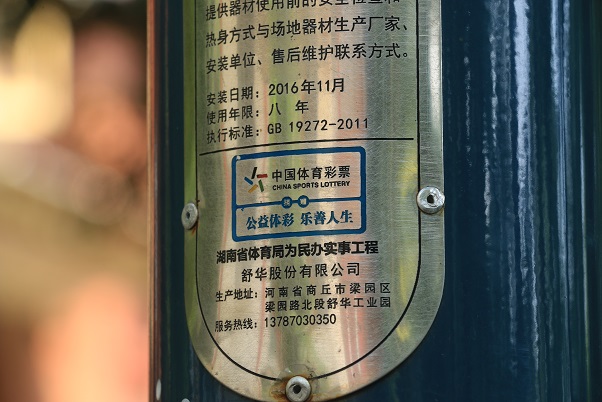 提供器材使用前的安全检查和
热身方式与场地器材生产厂家、
安装单位、售后维护联系方式。
安装日期：2016年11月
使用年限：八 年
执行标准：GB 19272-2011
中国体育彩票
CHINA SPORTS LOTTERY
捐赠
公益体彩 乐善人生
湖南省体育局为民办实事工程
舒华股份有限公司
生产地址：河南省商丘市梁园区
梁园路北段舒华工业园
服务热线：13787030350